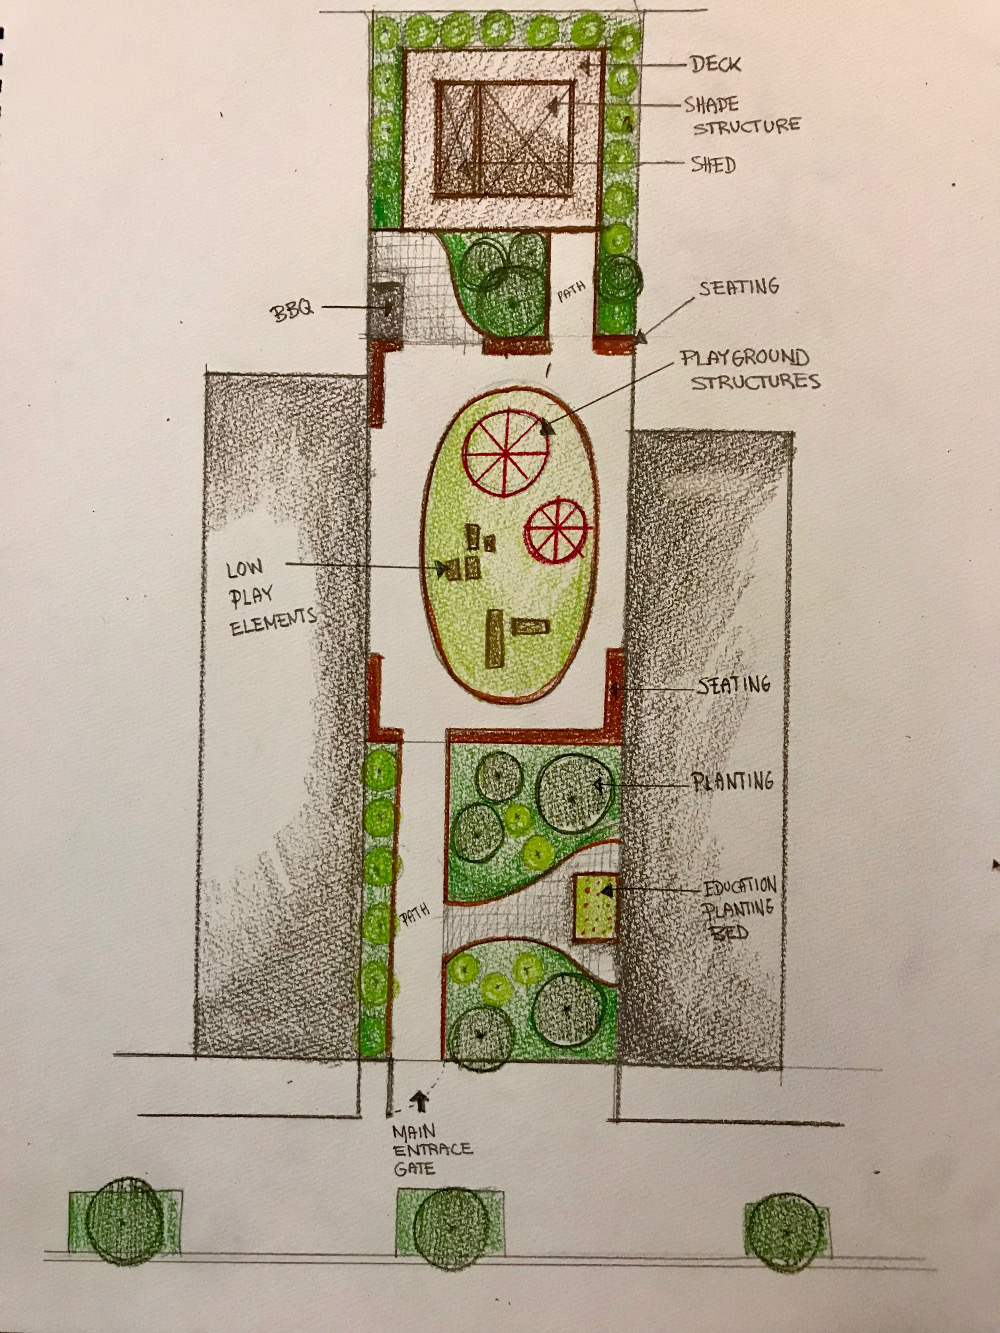 DECK
SHADE
STRUCTURE
SHED
PATH
SEATING
BBQ
PLAYGROUND
STRUCTURES
LOW
PLAY
ELEMENTS
SEATING
PLANTING
EDUCATION
PLANTING
BED
PATH
MAIN
ENTRACE
GATE